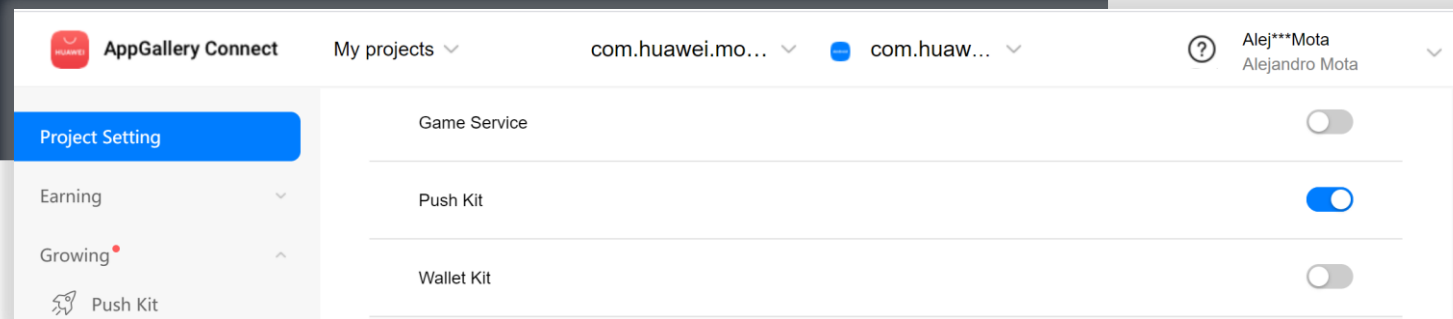 HUAWEI
AppGallery Connect
My projects
com.huawei.mo...
com.huaw...
Alej***Mota
Alejandro Mota
Project Setting
Earning
Growing
Push Kit
Game Service
Push Kit
Wallet Kit